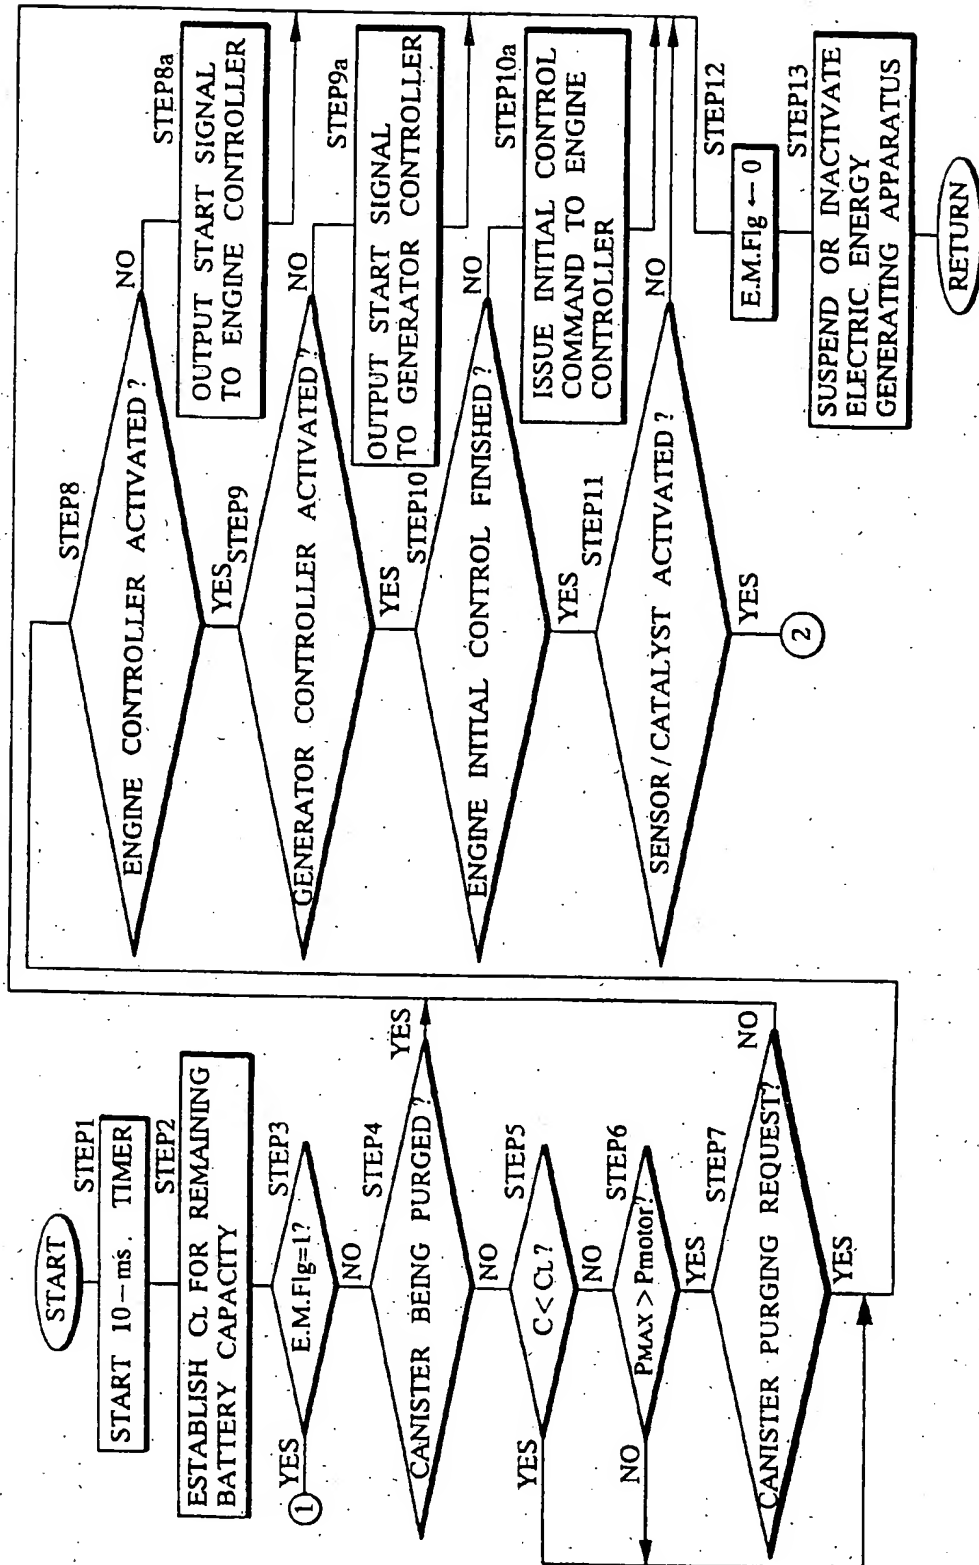 START
STEP1
START 10-ms. TIMER
STEP2
ESTABLISH CL FOR REMAINING
BATTERY CAPACITY
STEP3
E.M.Flg=1?
YES
1
NO
STEP4
CANISTER BEING PURGED?
YES
NO
STEP5
C < CL?
YES
NO
STEP6
PMAX > Pmotor?
NO
YES
STEP7
CANISTER PURGING REQUEST?
NO
YES
STEP8
ENGINE CONTROLLER ACTIVATED?
NO
STEP8a
OUTPUT START SIGNAL
TO ENGINE CONTROLLER
YES
STEP9
GENERATOR CONTROLLER ACTIVATED?
NO
STEP9a
OUTPUT START SIGNAL
TO GENERATOR CONTROLLER
YES
STEP10
ENGINE INITIAL CONTROL FINISHED?
NO
STEP10a
ISSUE INITIAL CONTROL
COMMAND TO ENGINE
CONTROLLER
YES
STEP11
SENSOR/CATALYST ACTIVATED?
NO
YES
2
STEP12
E.M.Flg ← 0
STEP13
SUSPEND OR INACTIVATE
ELECTRIC ENERGY
GENERATING APPARATUS
RETURN